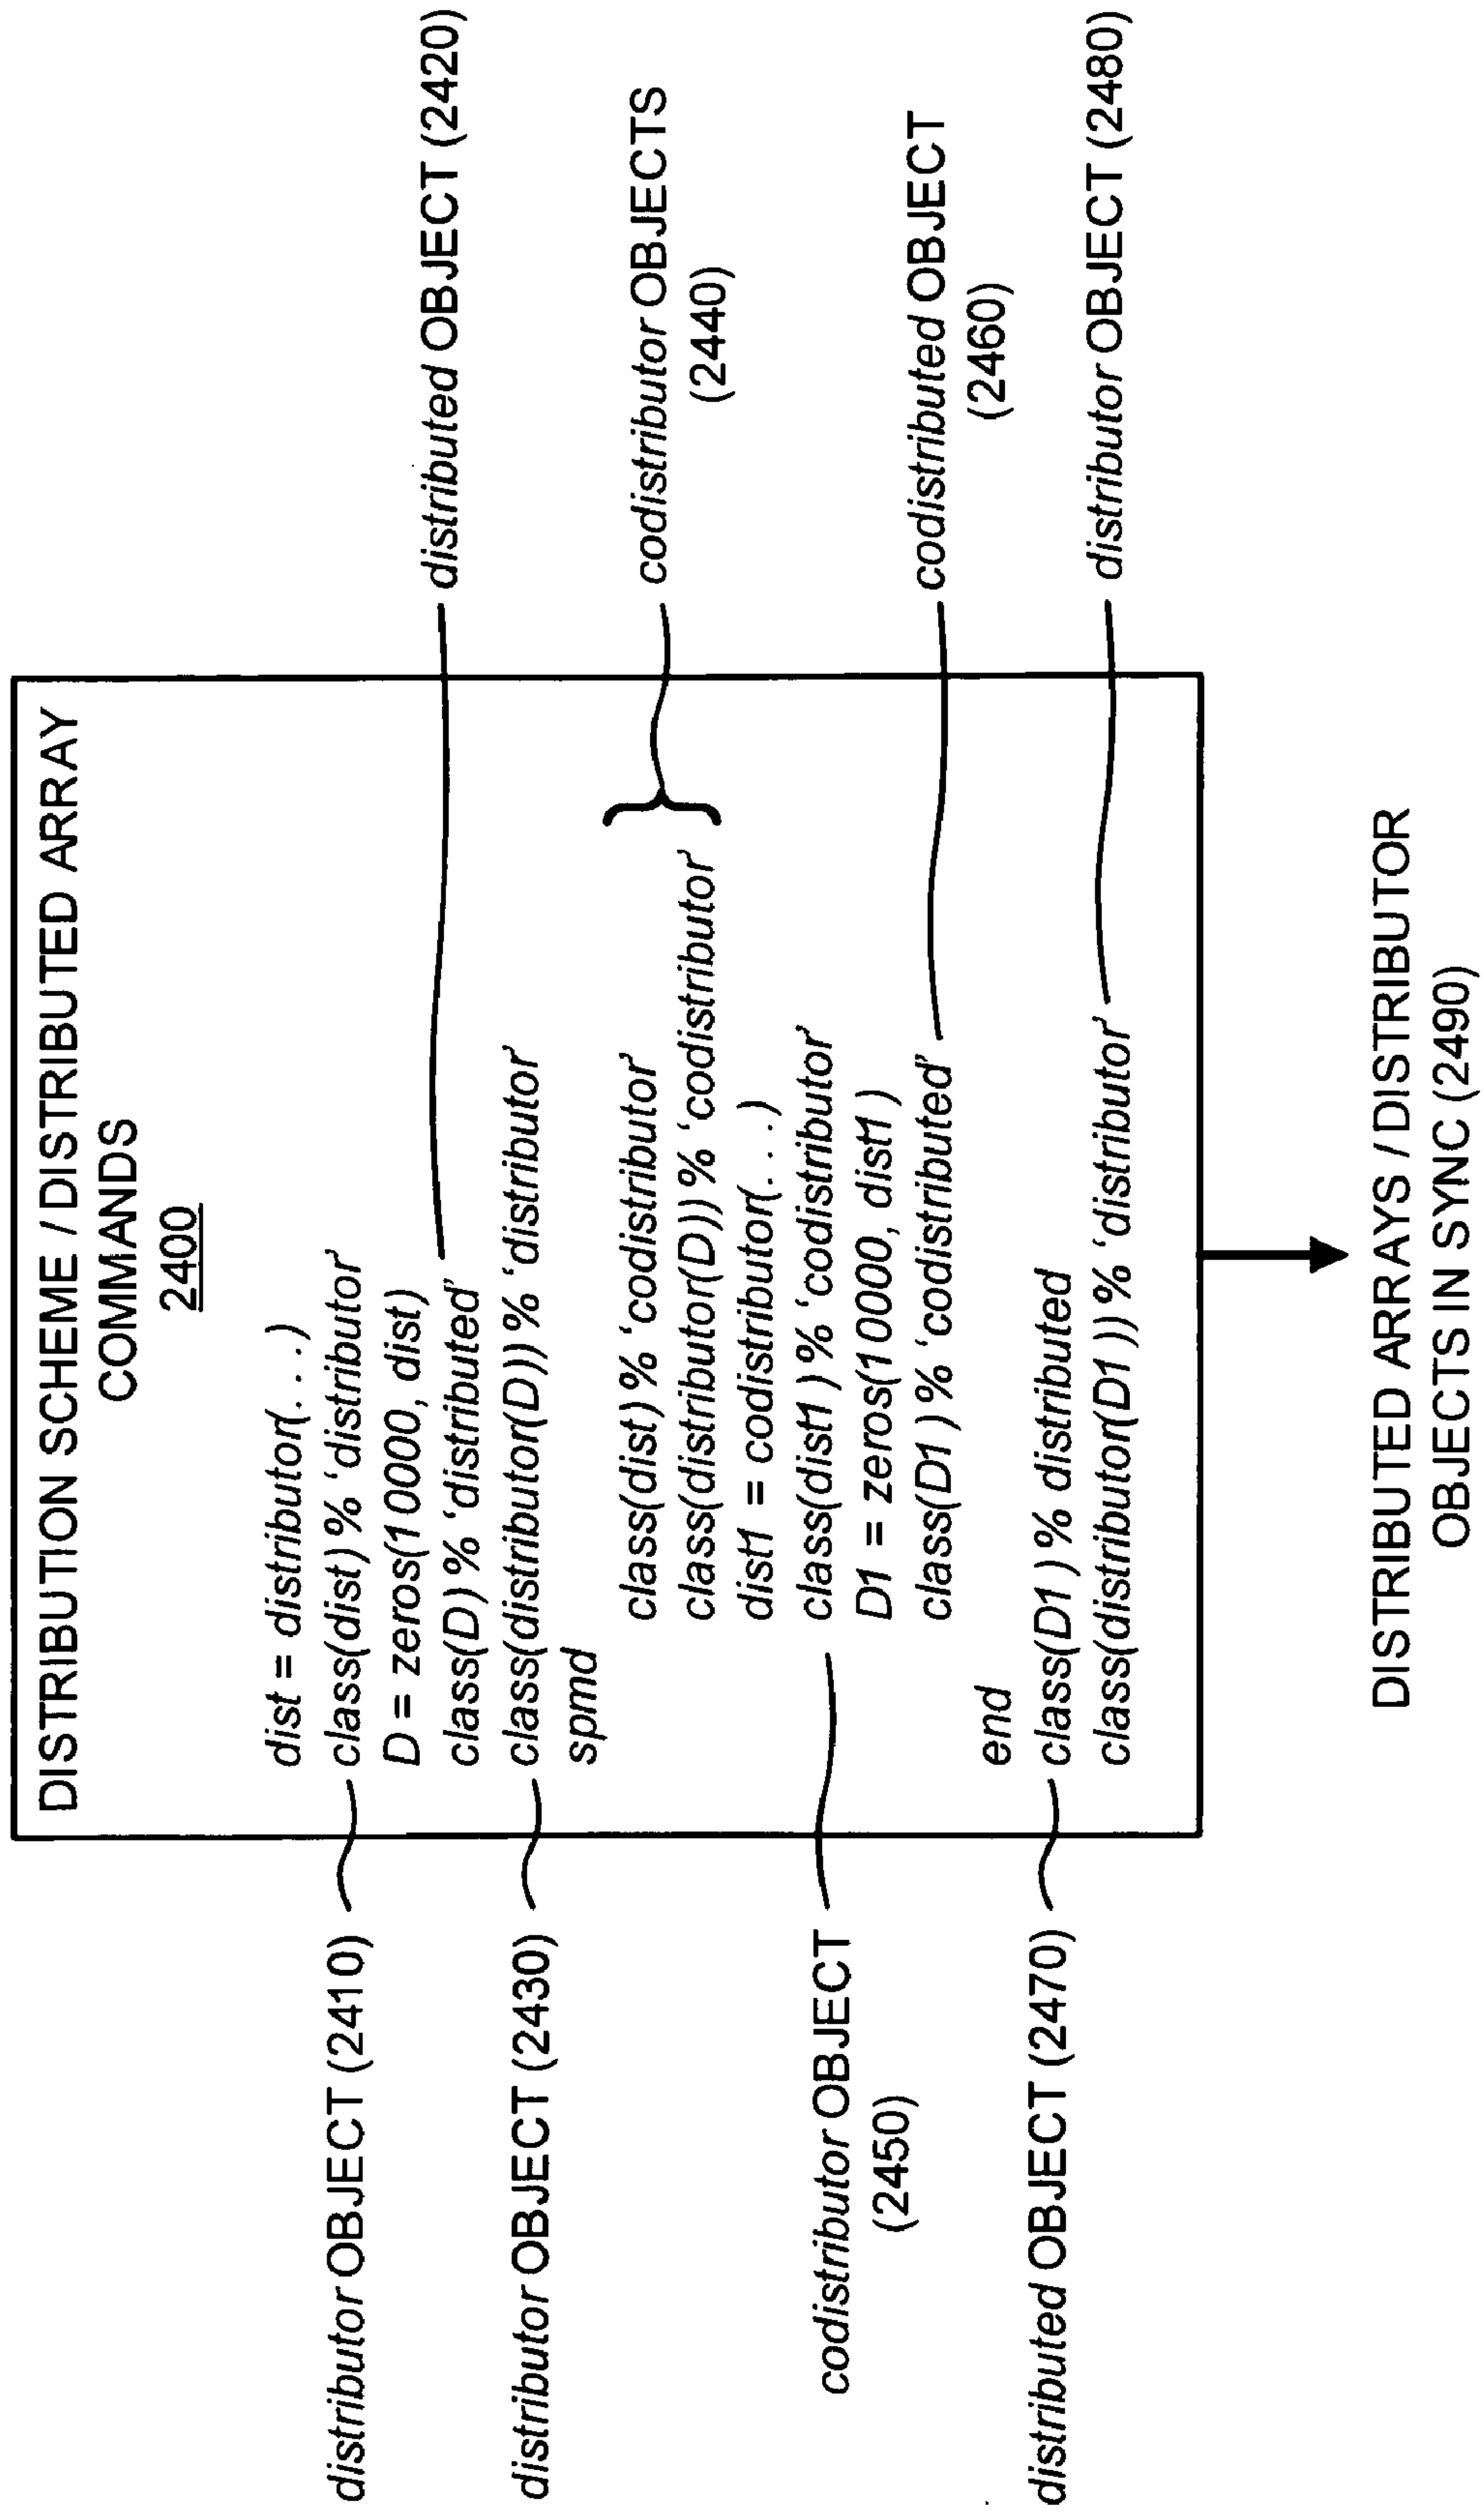 DISTRIBUTION SCHEME / DISTRIBUTED ARRAY
COMMANDS
2400
dist = distributor(. . .)
class(dist) % ‘distributor’
D = zeros(1000, dist)
class(D) % ‘distributed’
class(distributor(D)) % ‘distributor’
spmd
class(dist) % ‘codistributor’
class(distributor(D)) % ‘codistributor’
dist1 = codistributor(. . .)
class(dist1) % ‘codistributor’
D1 = zeros(1000, dist1)
class(D1) % ‘codistributed’
end
class(D1) % distributed
class(distributor(D1)) % ‘distributor’
distributor OBJECT (2410)
distributor OBJECT (2430)
codistributor OBJECT
(2450)
distributed OBJECT (2470)
distributed OBJECT (2420)
codistributor OBJECTS
(2440)
codistributed OBJECT
(2460)
distributor OBJECT (2480)
DISTRIBUTED ARRAYS / DISTRIBUTOR
OBJECTS IN SYNC (2490)